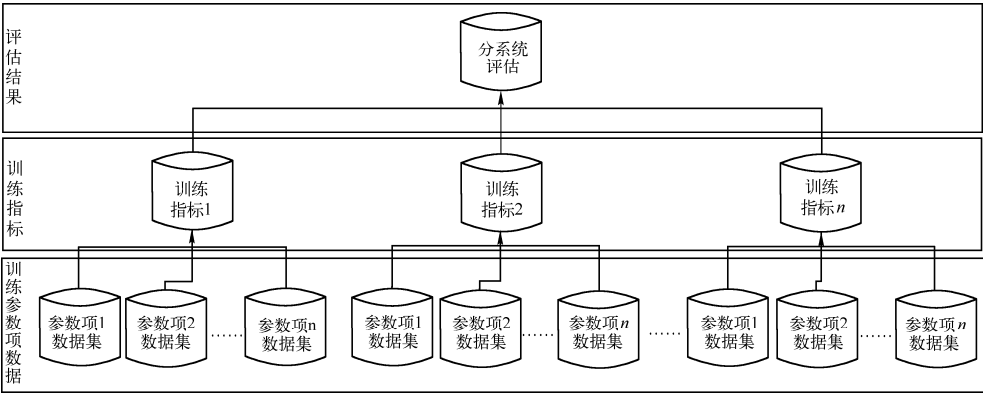 评估结果
分系统
评估
训练指标
训练
指标1
训练
指标2
训练
指标n
训练参数项数据
参数项1
数据集
参数项2
数据集
……
参数项n
数据集
参数项1
数据集
参数项2
数据集
……
参数项n
数据集
……
参数项1
数据集
参数项2
数据集
……
参数项n
数据集